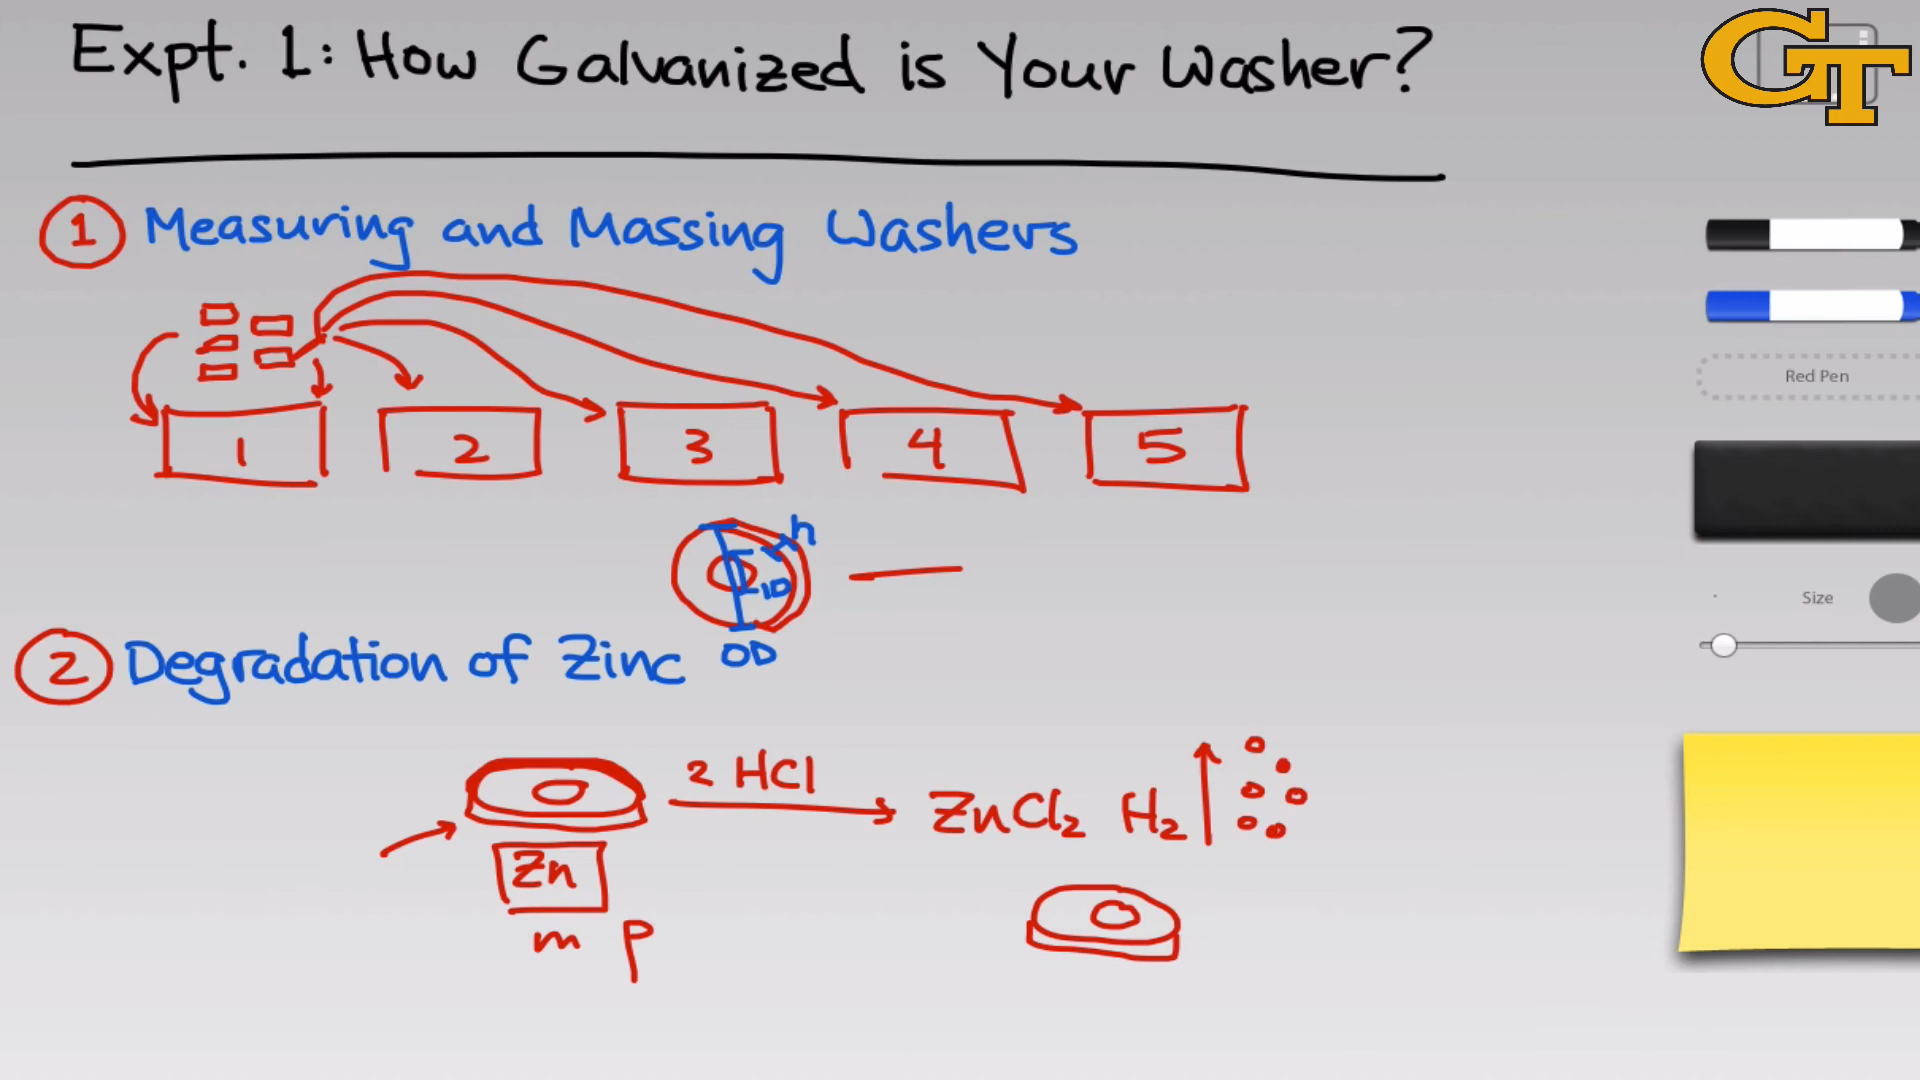 Expt. 1: How Galvanized is Your Washer?
GT
1 Measuring and Massing Washers
1 2 3 4 5
h
ID
OD
2 Degradation of Zinc
2 HCl
ZnCl2 H2
Zn
m ρ
Red Pen
Size